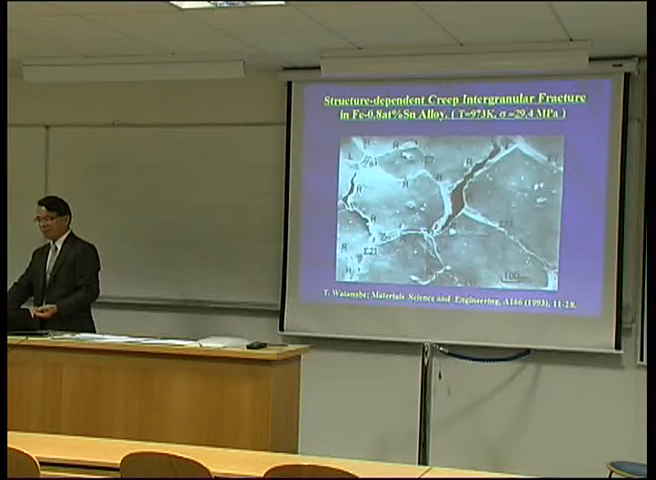 Structure-dependent Creep Intergranular Fracture
in Fe-0.8at%Sn Alloy. ( T=973K, σ =29.4 MPa )
T. Watanabe; Materials Science and Engineering, A166 (1993), 11-28.